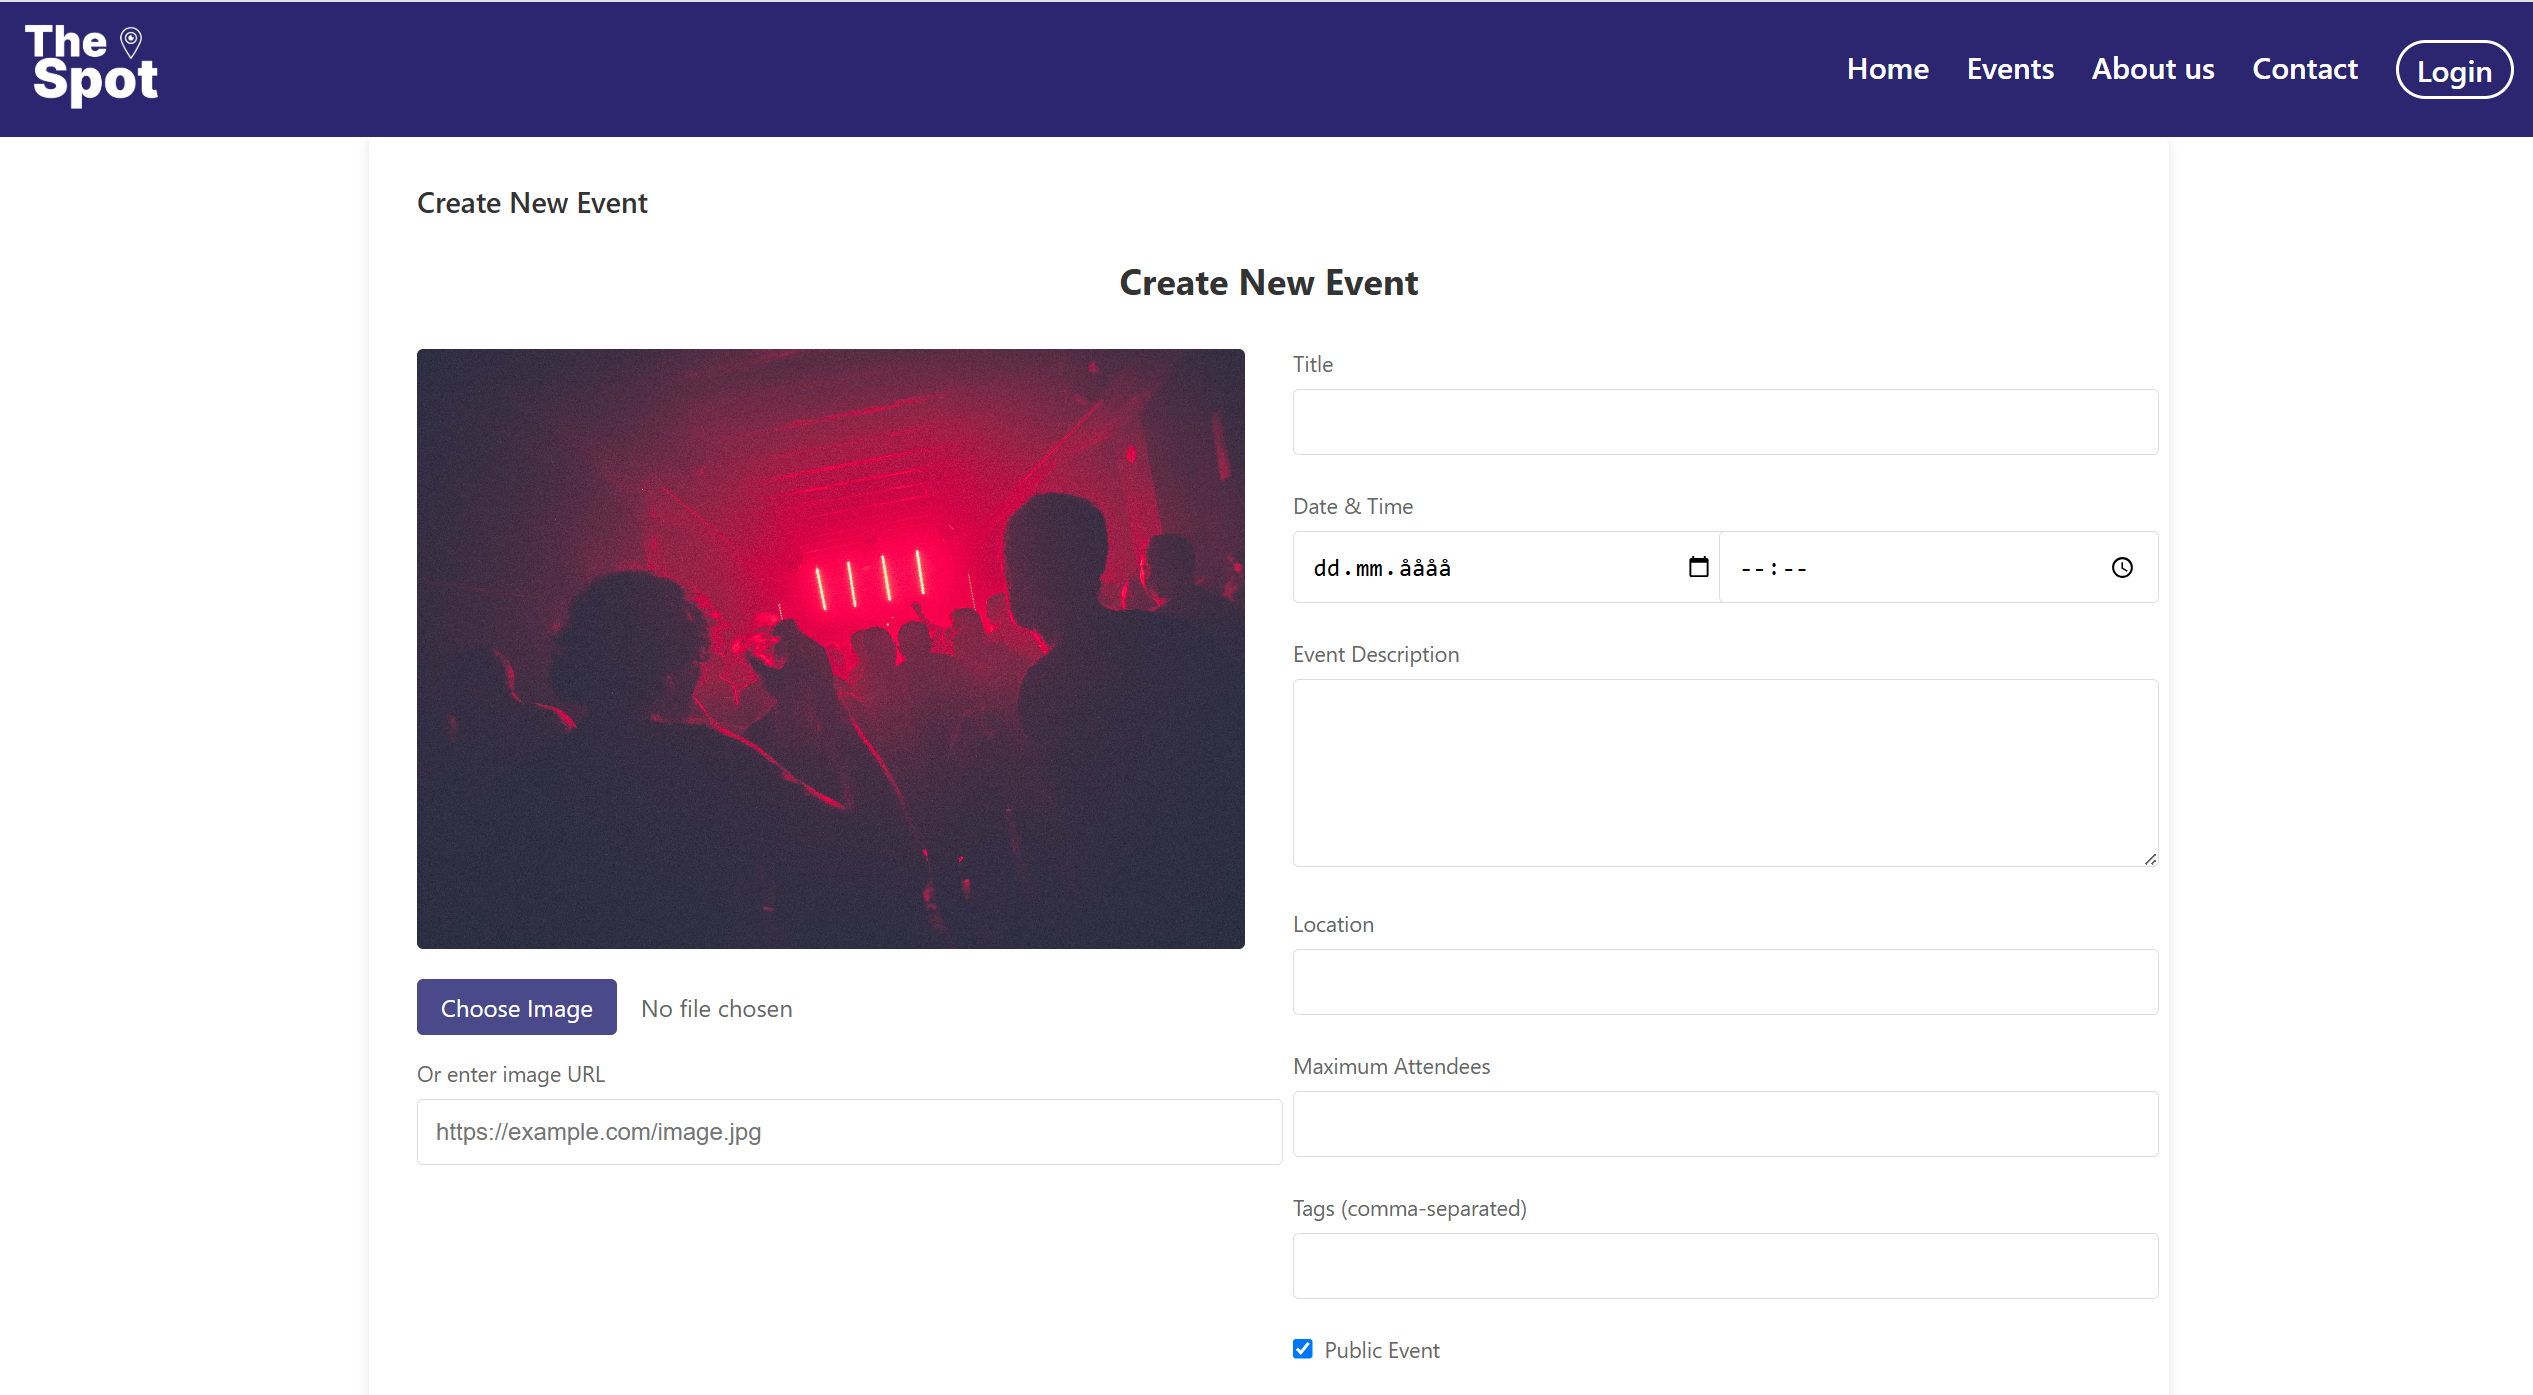 The
Spot
Home Events About us Contact Login
Create New Event
Create New Event
Title
Date & Time
dd.mm.åååå --:--
Event Description
Location
Choose Image No file chosen
Maximum Attendees
Or enter image URL
https://example.com/image.jpg
Tags (comma-separated)
Public Event